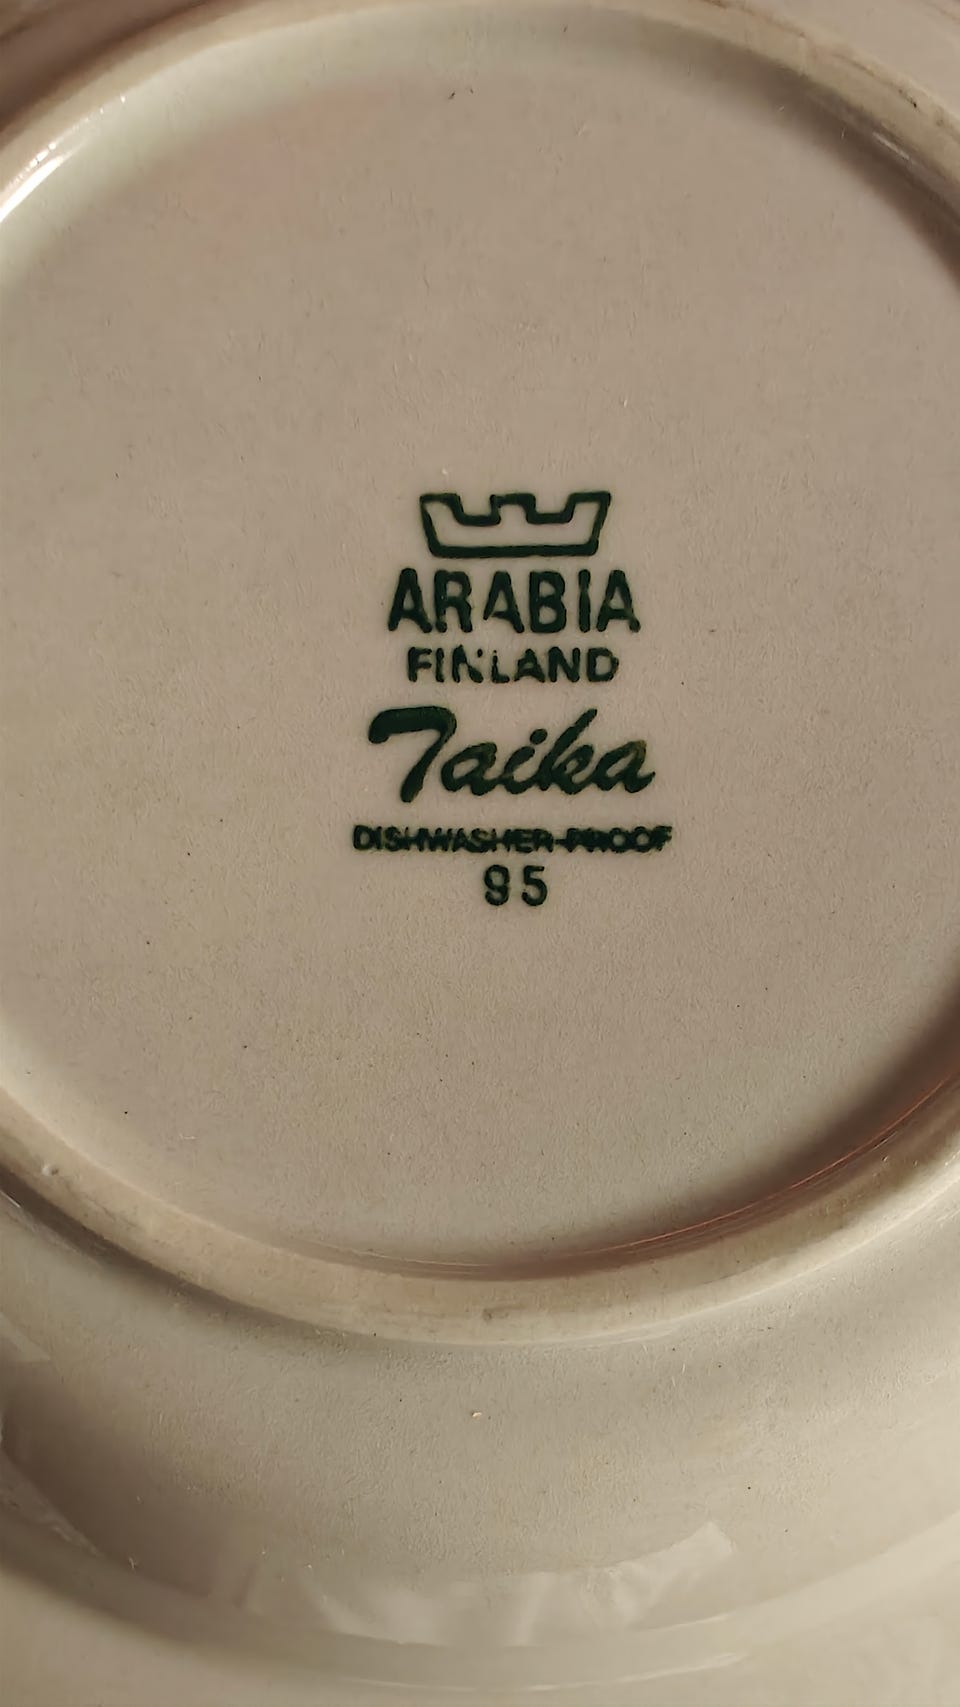 ARABIA
FINLAND
Taika
DISHWASHER-PROOF
95